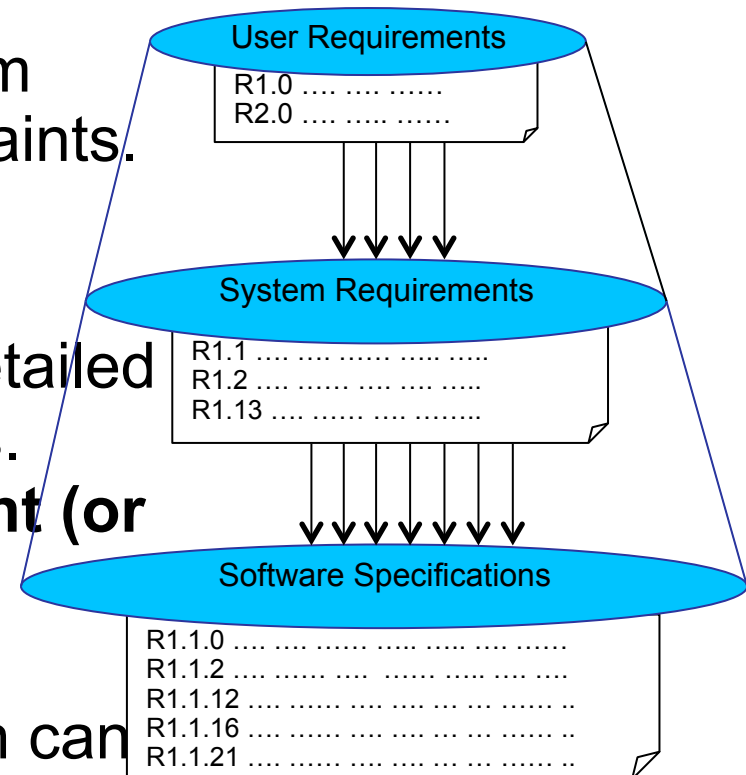 m
aints.
etailed
.
nt (or
n can
User Requirements
R1.0 …. …. ……
R2.0 …. ….. ……
System Requirements
R1.1 …. …. …… ….. …..
R1.2 …. …… …. …. …..
R1.13 …. …… …. ……..
Software Specifications
R1.1.0 …. …. …… ….. ….. …. ……
R1.1.2 …. …… …. …… ….. …. ….
R1.1.12 …. …… …. …. … … …… ..
R1.1.16 …. …… …. …. … … …… ..
R1.1.21 …. …… …. …. … … …… ..